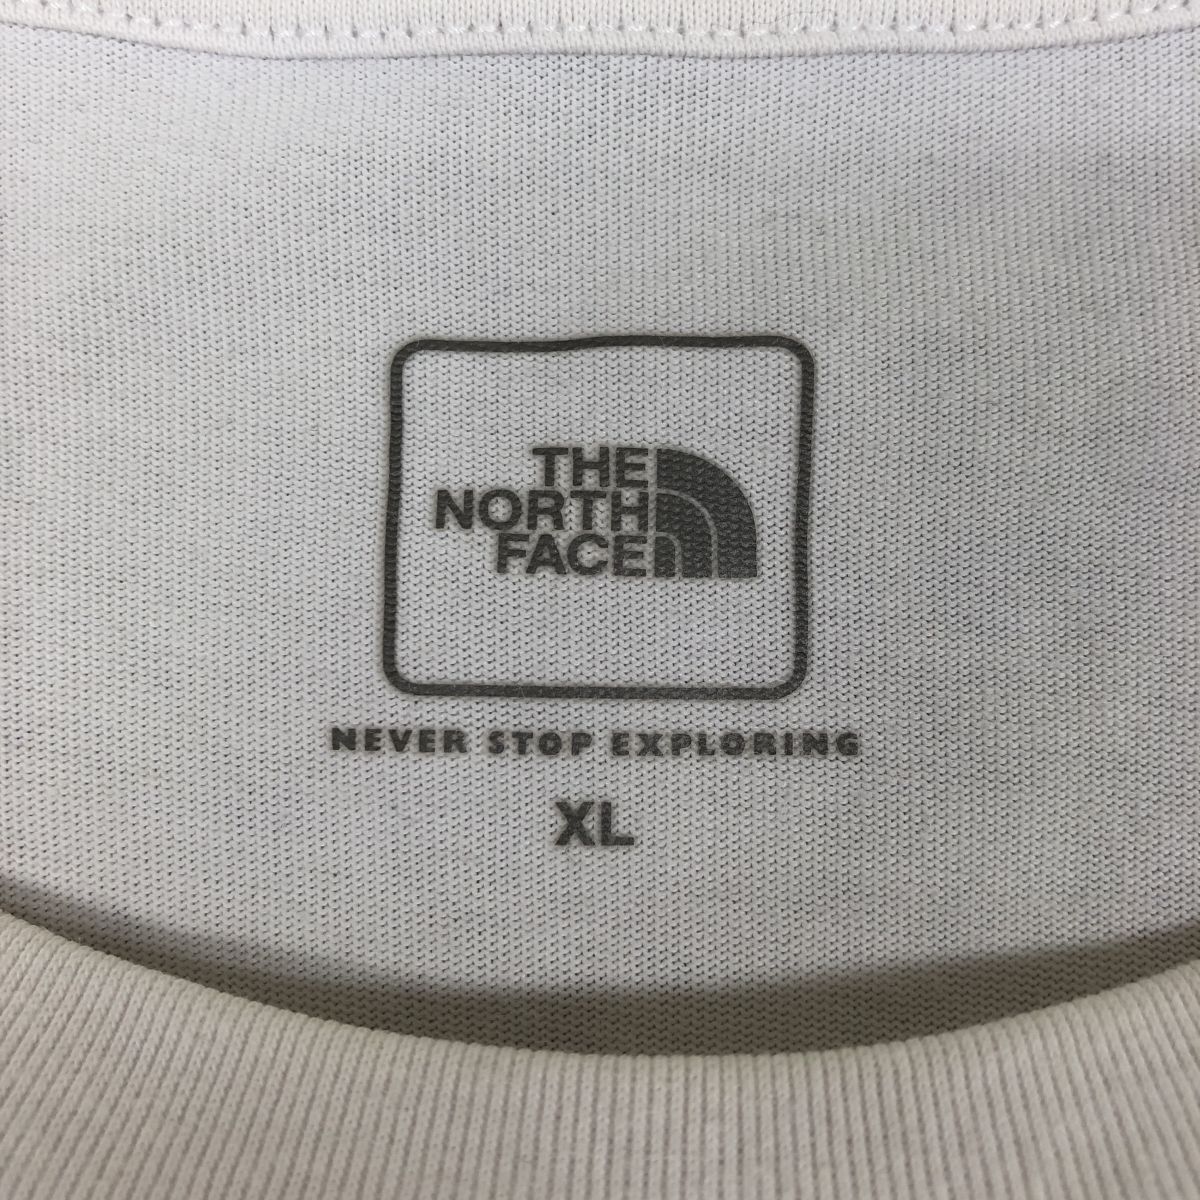 THE
NORTH
FACE
NEVER STOP EXPLORING
XL